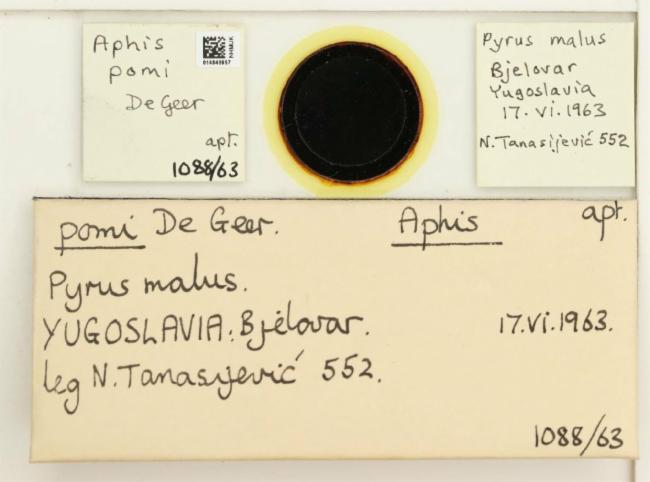 Aphis
pomi
De Geer
apt.
1088/63
Pyrus malus
Bjelovar
Yugoslavia
17.vi.1963
N. Tanasijević 552
pomi De Geer. Aphis apt.
Pyrus malus.
YUGOSLAVIA: Bjelovar. 17.vi.1963.
leg N. Tanasijević 552.
1088/63